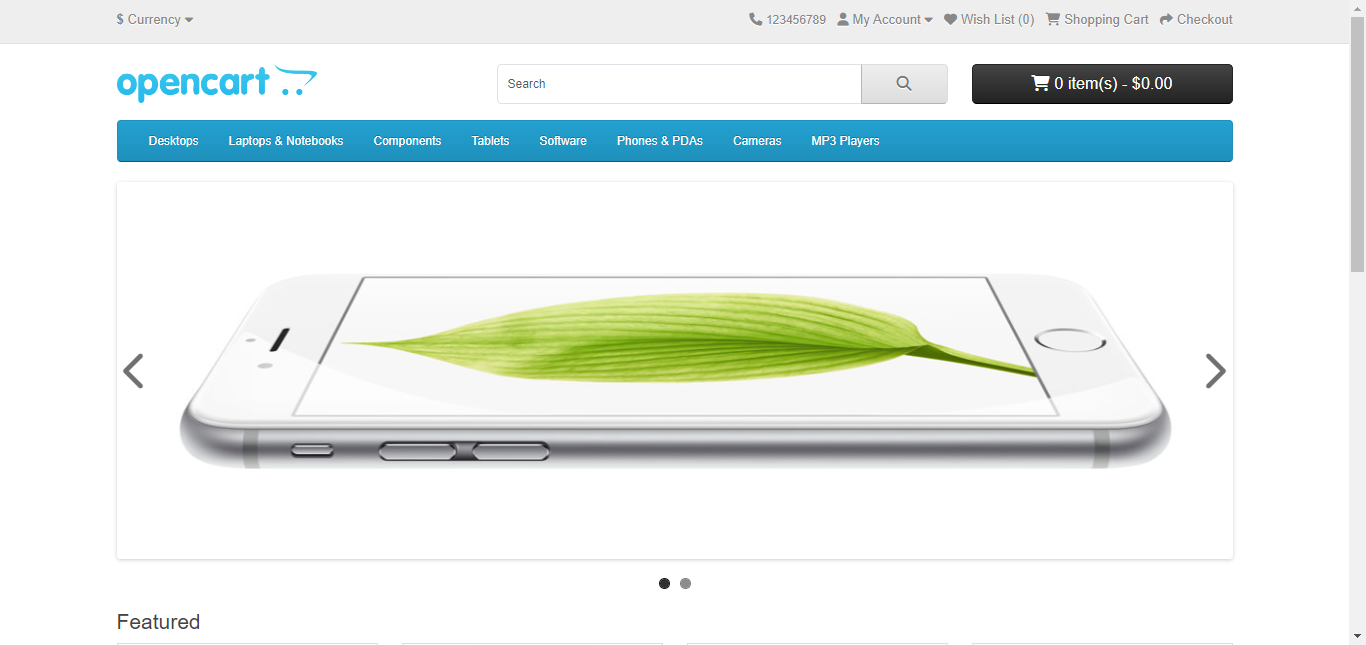 $ Currency
123456789 My Account Wish List (0) Shopping Cart Checkout
opencart
Search
0 item(s) - $0.00
Desktops Laptops & Notebooks Components Tablets Software Phones & PDAs Cameras MP3 Players
Featured